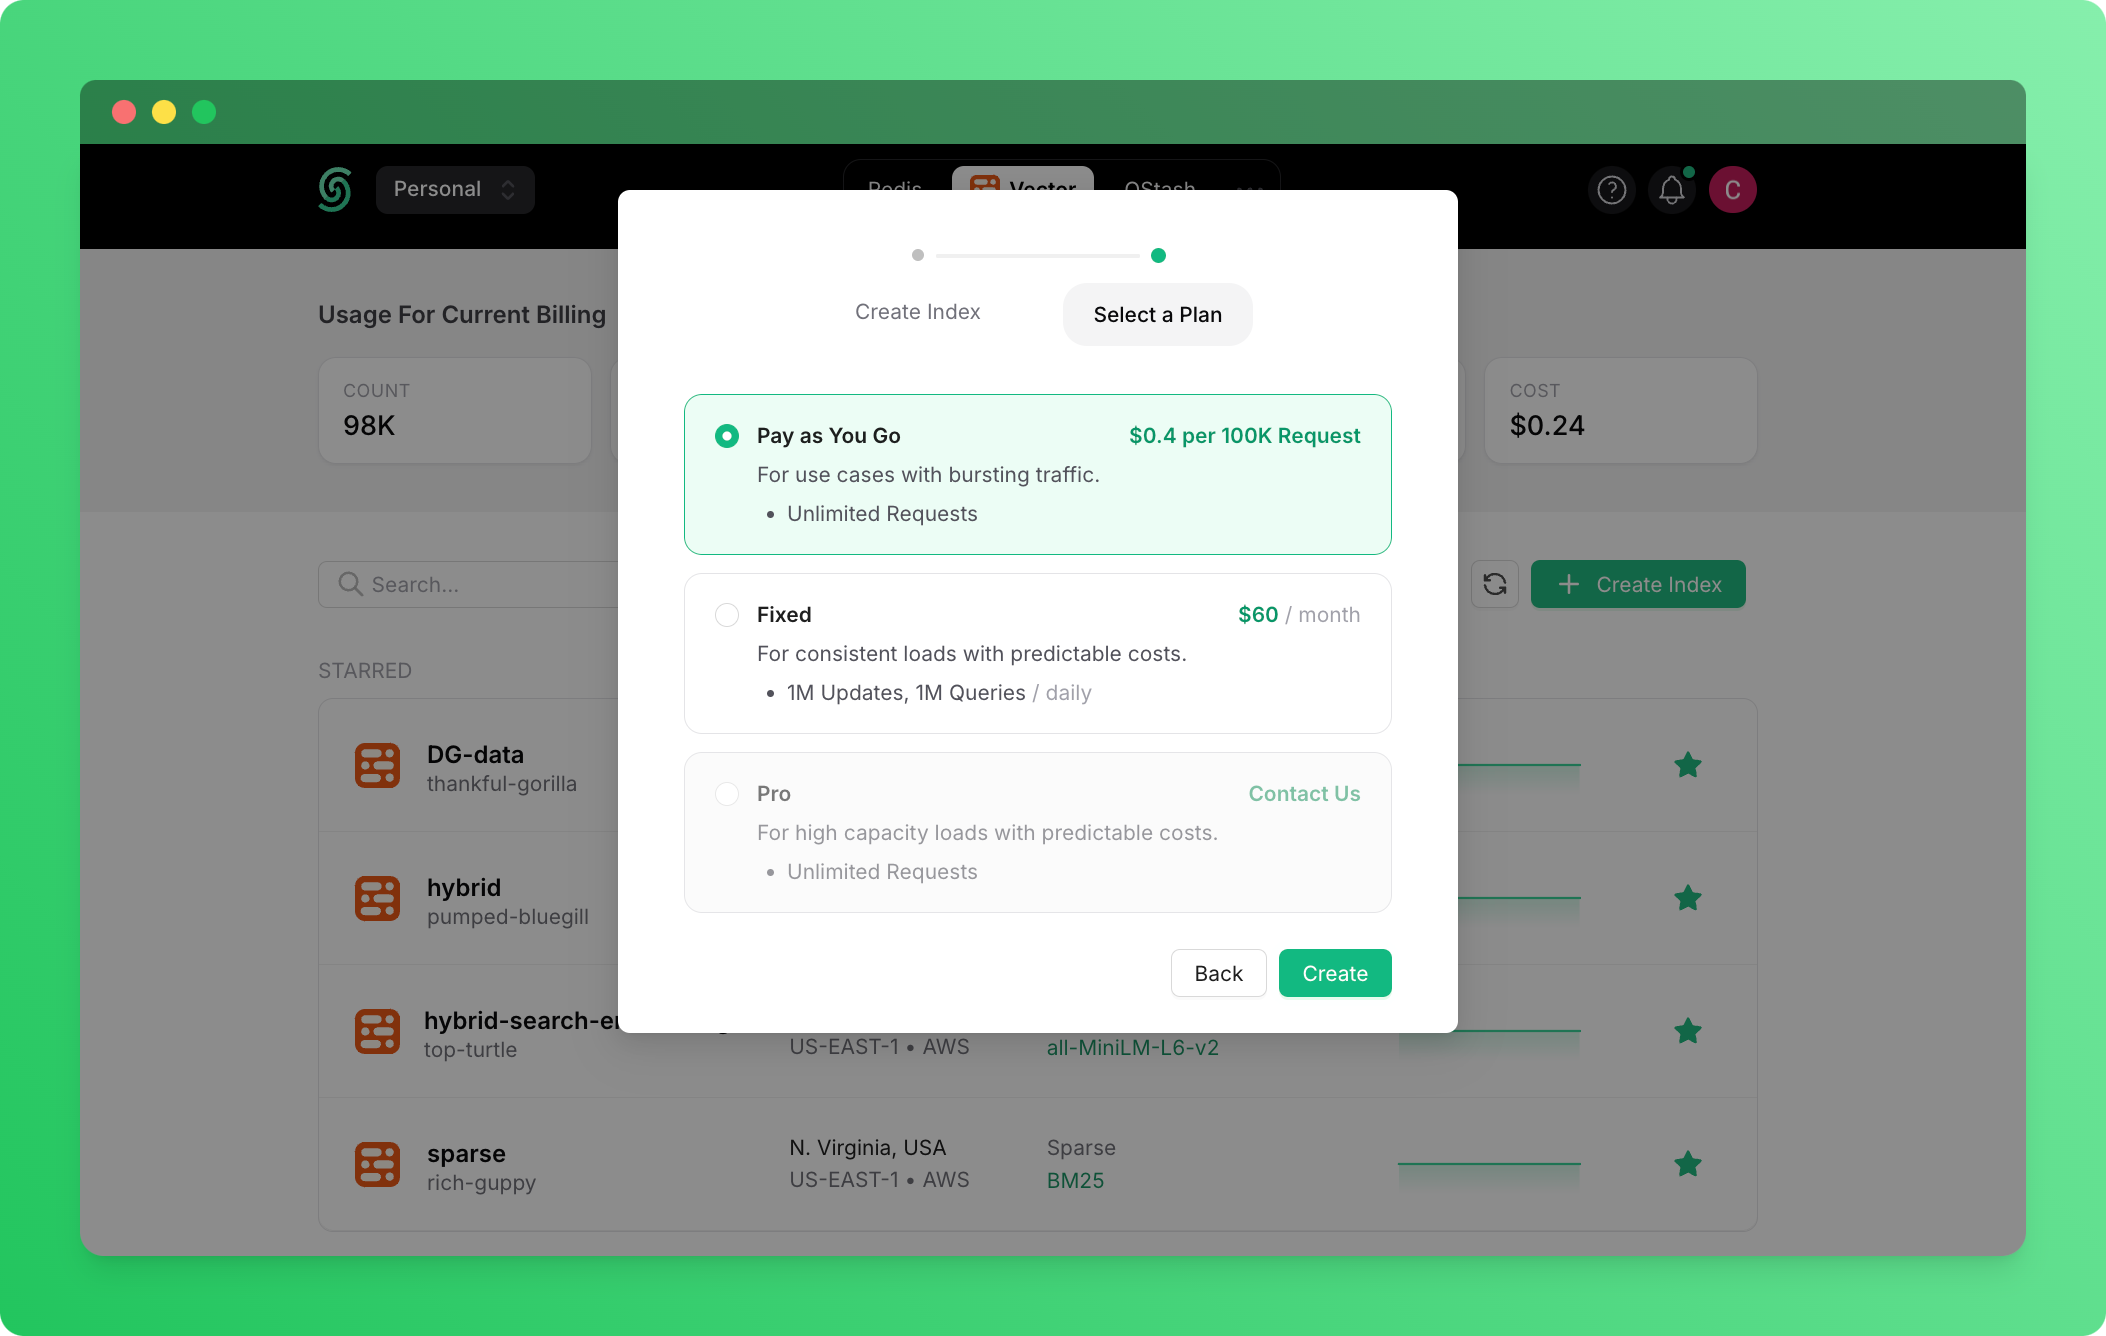 Personal
Redis
Vector
QStash
C
Create Index
Select a Plan
Usage For Current Billing
COUNT
98K
COST
$0.24
Pay as You Go
$0.4 per 100K Request
For use cases with bursting traffic.
• Unlimited Requests
Fixed
$60 / month
For consistent loads with predictable costs.
• 1M Updates, 1M Queries / daily
Pro
Contact Us
For high capacity loads with predictable costs.
• Unlimited Requests
Back
Create
Search...
+ Create Index
STARRED
DG-data
thankful-gorilla
hybrid
pumped-bluegill
hybrid-search-e
top-turtle
US-EAST-1 • AWS
all-MiniLM-L6-v2
sparse
rich-guppy
N. Virginia, USA
US-EAST-1 • AWS
Sparse
BM25